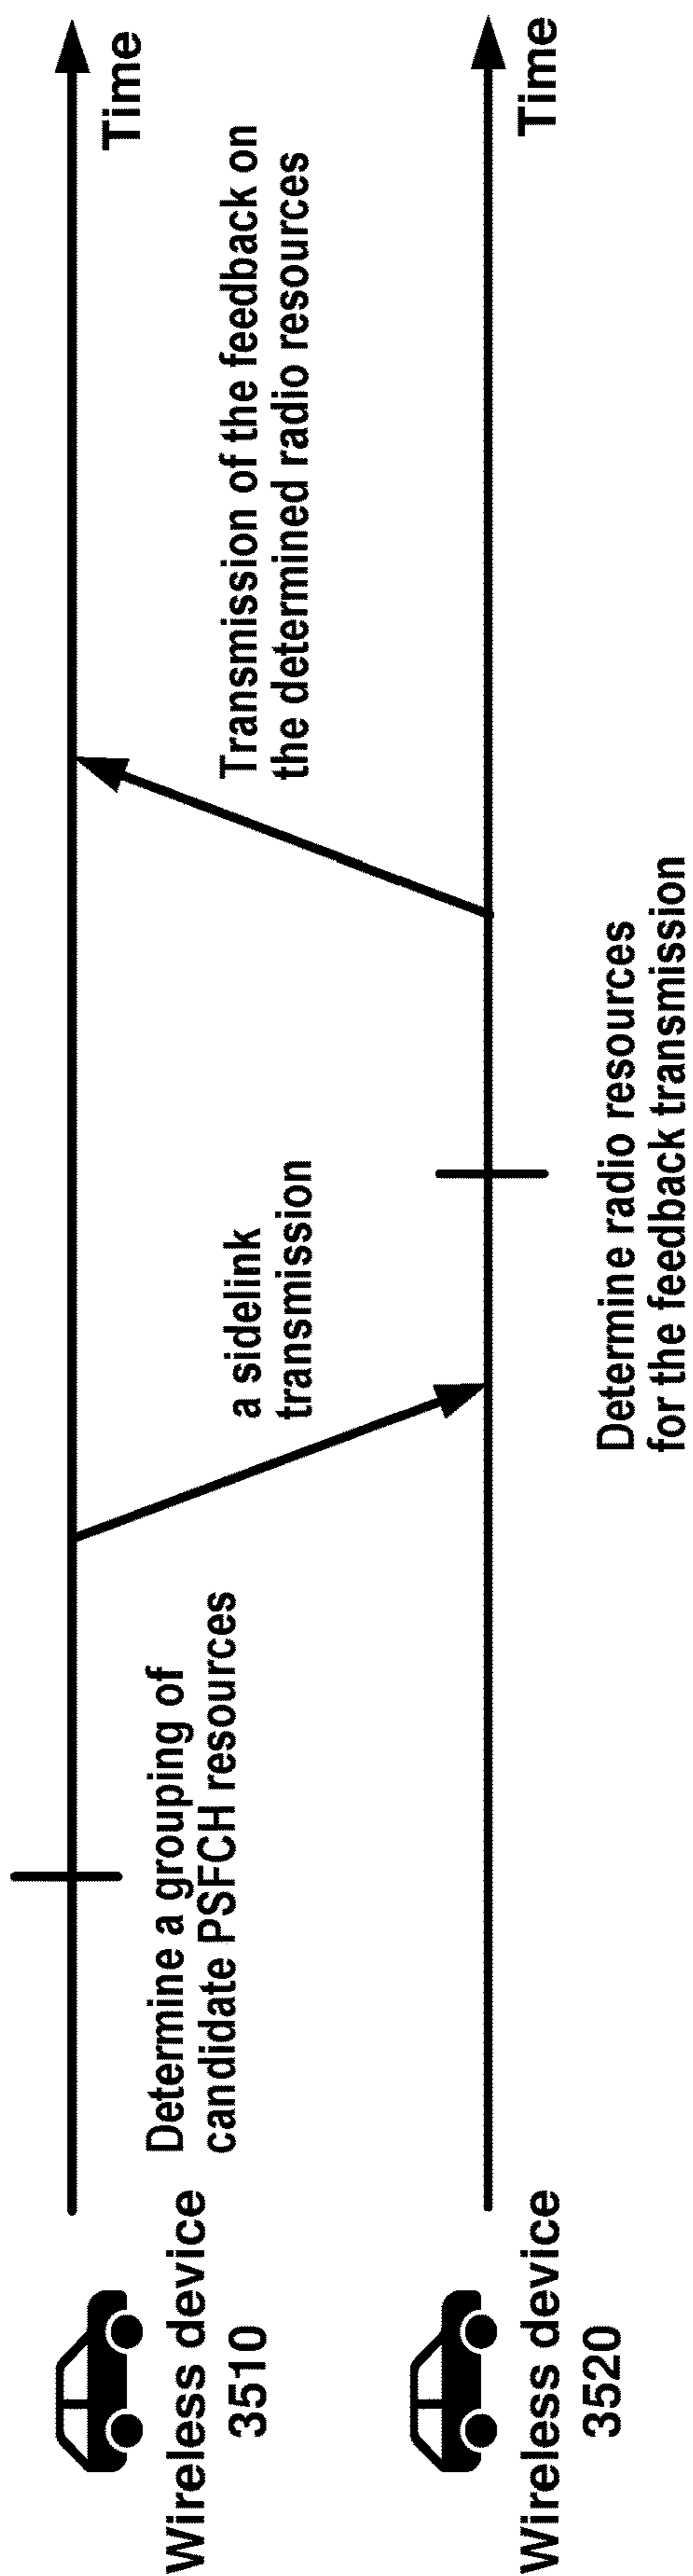 Wireless device
3510
Determine a grouping of
candidate PSFCH resources
a sidelink
transmission
Transmission of the feedback on
the determined radio resources
Time
Wireless device
3520
Determine radio resources
for the feedback transmission
Time